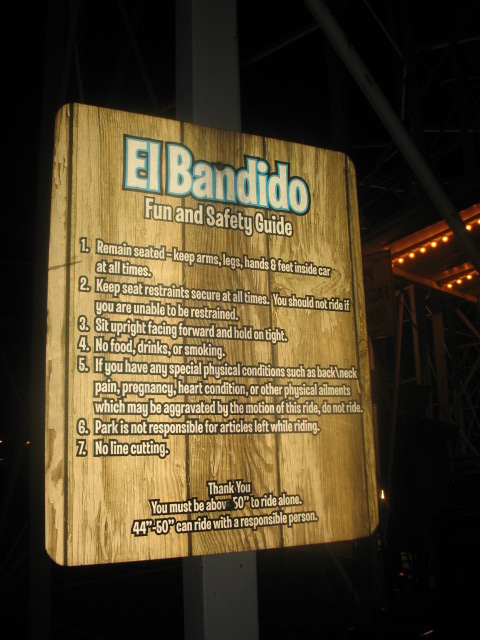 El Bandido
Fun and Safety Guide
1. Remain seated - keep arms, legs, hands & feet inside car
at all times.
2. Keep seat restraints secure at all times. You should not ride if
you are unable to be restrained.
3. Sit upright facing forward and hold on tight.
4. No food, drinks, or smoking.
5. If you have any special physical conditions such as back\neck
pain, pregnancy, heart condition, or other physical ailments
which may be aggravated by the motion of this ride, do not ride.
6. Park is not responsible for articles left while riding.
7. No line cutting.
Thank You
You must be above 50" to ride alone.
44"-50" can ride with a responsible person.